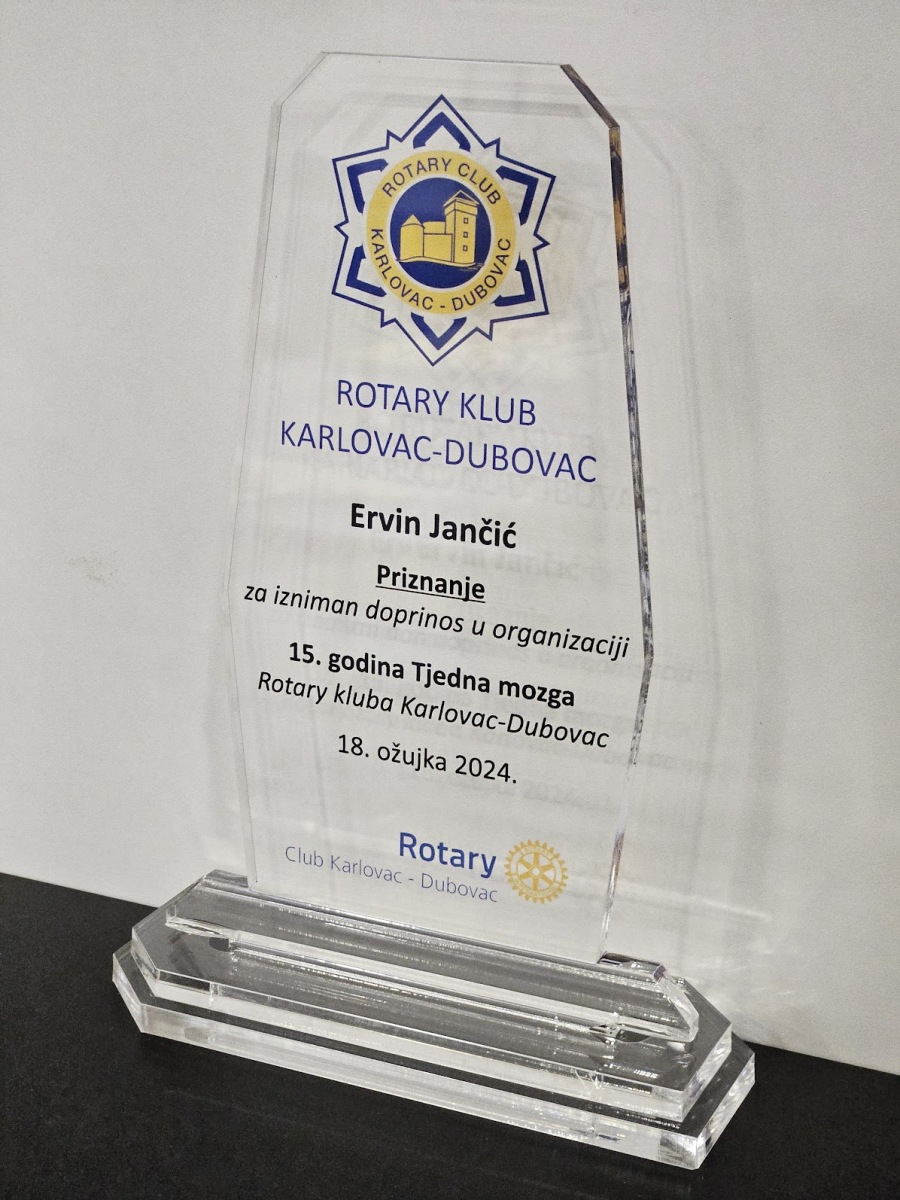 ROTARY CLUB
KARLOVAC - DUBOVAC
ROTARY KLUB
KARLOVAC-DUBOVAC
Ervin Jančić
Priznanje
za izniman doprinos u organizaciji
15. godina Tjedna mozga
Rotary kluba Karlovac-Dubovac
18. ožujka 2024.
Rotary
Club Karlovac - Dubovac